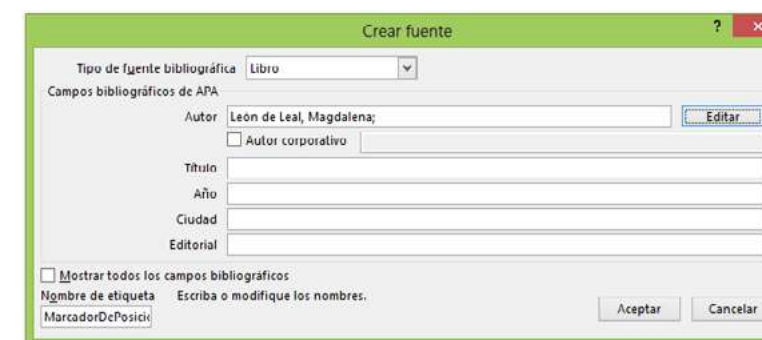 Crear fuente ?
Tipo de fuente bibliográfica Libro
Campos bibliográficos de APA
Autor León de Leal, Magdalena; Editar
Autor corporativo
Título
Año
Ciudad
Editorial
Mostrar todos los campos bibliográficos
Nombre de etiqueta Escriba o modifique los nombres.
MarcadorDePosici
Aceptar Cancelar